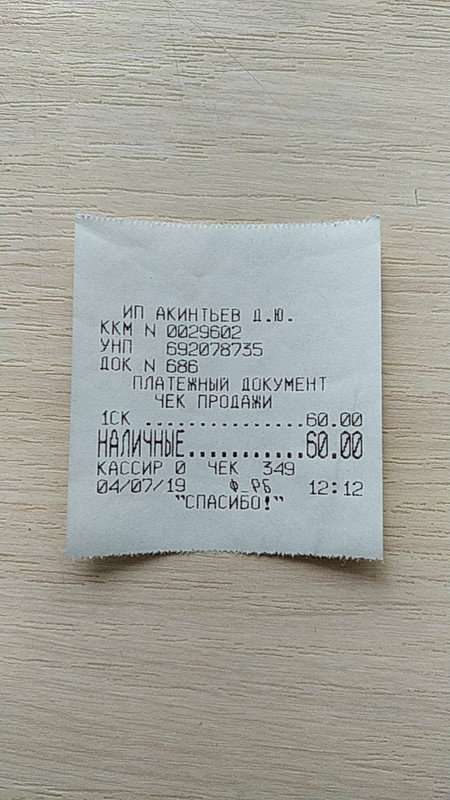 ИП АКИНТЬЕВ Д.Ю.
ККМ N 0029602
УНП 692078735
ДОК N 686
ПЛАТЕЖНЫЙ ДОКУМЕНТ
ЧЕК ПРОДАЖИ
1СК ...............60.00
НАЛИЧНЫЕ...........60.00
КАССИР 0 ЧЕК 349
04/07/19 Ф_РБ 12:12
"СПАСИБО!"